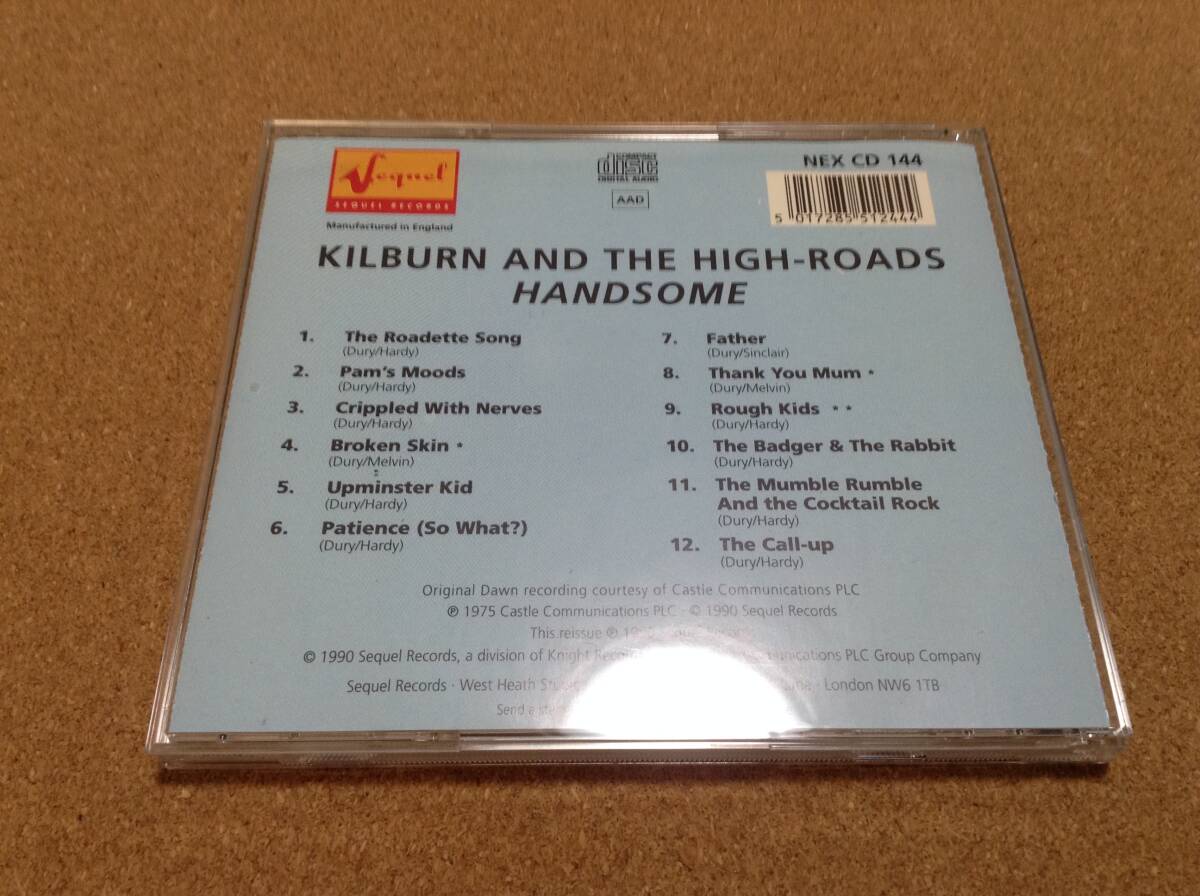 Sequel
SEQUEL RECORDS
Manufactured in England
COMPACT
disc
DIGITAL AUDIO
AAD
NEX CD 144
5 017285 512444
KILBURN AND THE HIGH-ROADS
HANDSOME
1. The Roadette Song
(Dury/Hardy)
2. Pam's Moods
(Dury/Hardy)
3. Crippled With Nerves
(Dury/Hardy)
4. Broken Skin *
(Dury/Melvin)
5. Upminster Kid
(Dury/Hardy)
6. Patience (So What?)
(Dury/Hardy)
7. Father
(Dury/Sinclair)
8. Thank You Mum *
(Dury/Melvin)
9. Rough Kids * *
(Dury/Hardy)
10. The Badger & The Rabbit
(Dury/Hardy)
11. The Mumble Rumble
And the Cocktail Rock
(Dury/Hardy)
12. The Call-up
(Dury/Hardy)
Original Dawn recording courtesy of Castle Communications PLC
℗ 1975 Castle Communications PLC · © 1990 Sequel Records
This reissue ℗
© 1990 Sequel Records, a division of Knight PLC Group Company
Sequel Records · West Heath · London NW6 1TB
Send a